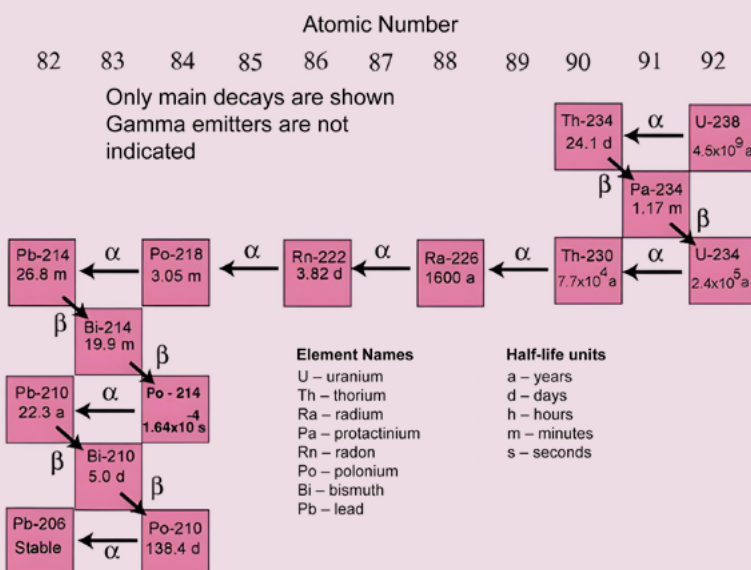 Atomic Number
82 83 84 85 86 87 88 89 90 91 92
Only main decays are shown
Gamma emitters are not
indicated
Th-234
24.1 d
α
U-238
4.5x10⁹ a
β
Pa-234
1.17 m
β
Pb-214
26.8 m
α
Po-218
3.05 m
α
Rn-222
3.82 d
α
Ra-226
1600 a
α
Th-230
7.7x10⁴ a
α
U-234
2.4x10⁵ a
β
Bi-214
19.9 m
β
Pb-210
22.3 a
α
Po - 214
-4
1.64x10 s
β
Bi-210
5.0 d
β
Pb-206
Stable
α
Po-210
138.4 d
Element Names
U – uranium
Th – thorium
Ra – radium
Pa – protactinium
Rn – radon
Po – polonium
Bi – bismuth
Pb – lead
Half-life units
a – years
d – days
h – hours
m – minutes
s – seconds